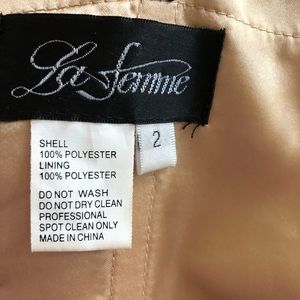 La Femme
2
SHELL
100% POLYESTER
LINING
100% POLYESTER
DO NOT WASH
DO NOT DRY CLEAN
PROFESSIONAL
SPOT CLEAN ONLY
MADE IN CHINA